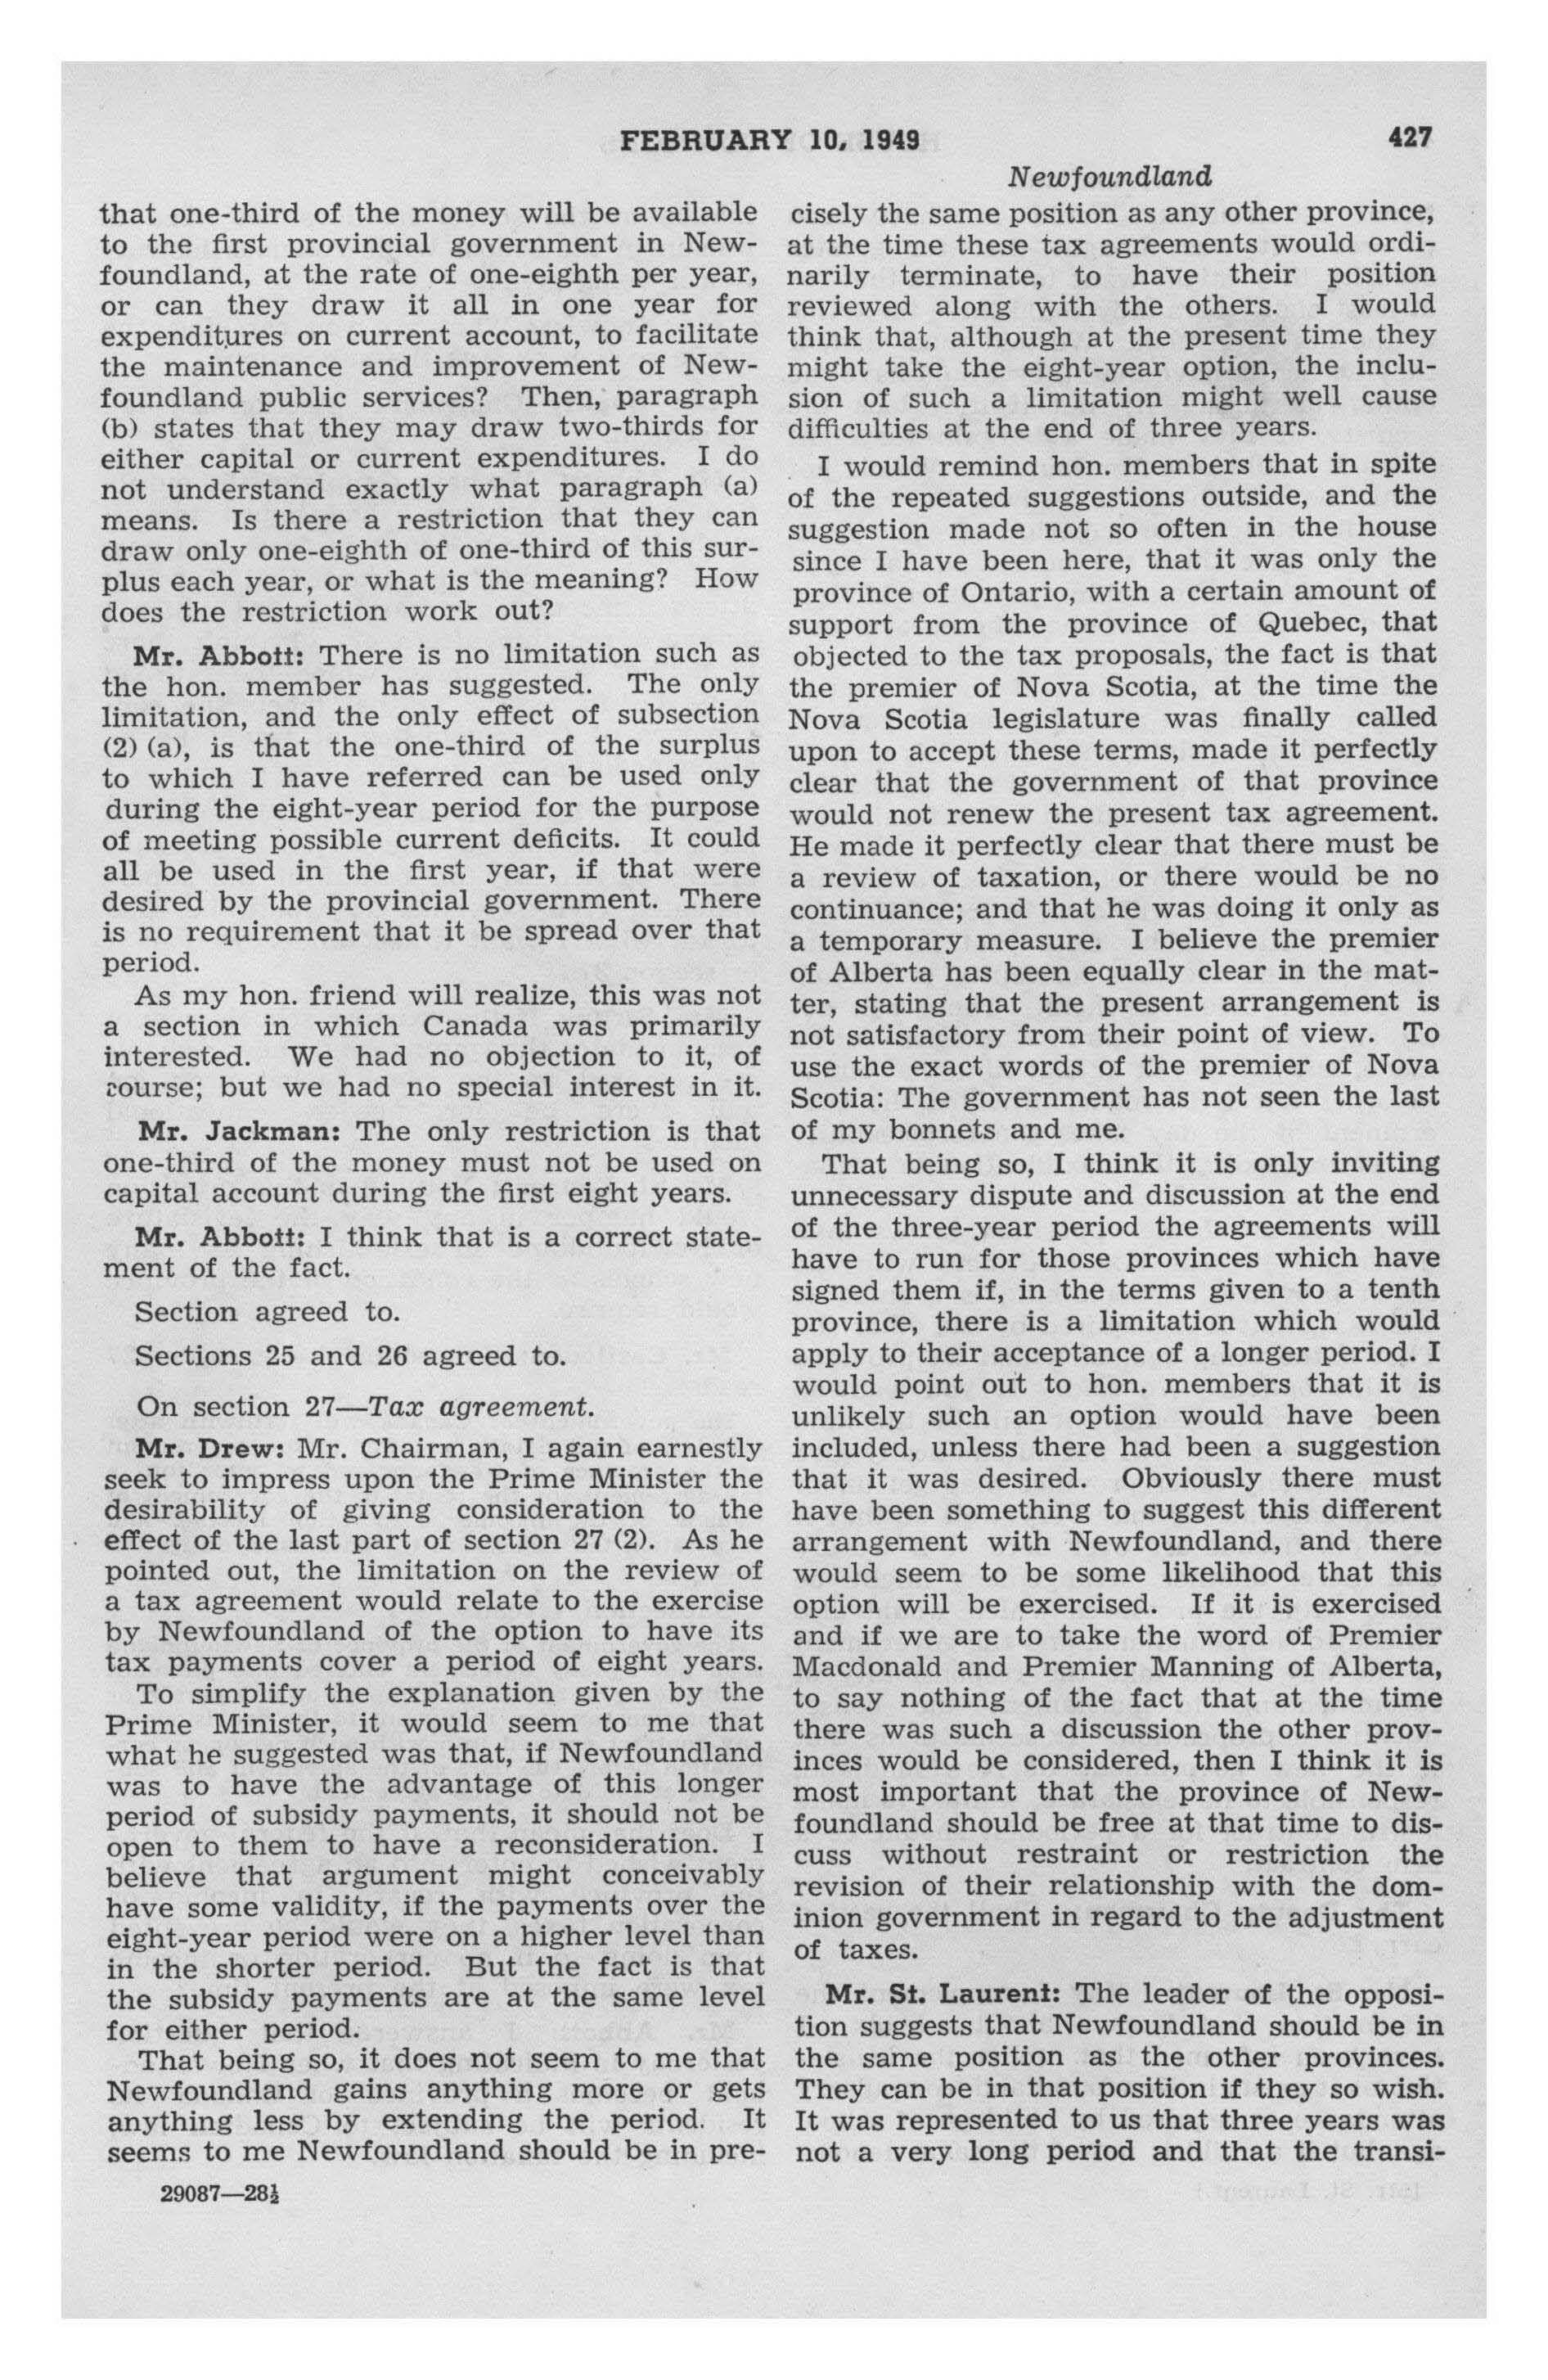 FEBRUARY 10, 1949
427
Newfoundland
that one-third of the money will be available
to the first provincial government in New-
foundland, at the rate of one-eighth per year,
or can they draw it all in one year for
expenditures on current account, to facilitate
the maintenance and improvement of New-
foundland public services? Then, paragraph
(b) states that they may draw two-thirds for
either capital or current expenditures. I do
not understand exactly what paragraph (a)
means. Is there a restriction that they can
draw only one-eighth of one-third of this sur-
plus each year, or what is the meaning? How
does the restriction work out?
Mr. Abbott: There is no limitation such as
the hon. member has suggested. The only
limitation, and the only effect of subsection
(2) (a), is that the one-third of the surplus
to which I have referred can be used only
during the eight-year period for the purpose
of meeting possible current deficits. It could
all be used in the first year, if that were
desired by the provincial government. There
is no requirement that it be spread over that
period.
As my hon. friend will realize, this was not
a section in which Canada was primarily
interested. We had no objection to it, of
course; but we had no special interest in it.
Mr. Jackman: The only restriction is that
one-third of the money must not be used on
capital account during the first eight years.
Mr. Abbott: I think that is a correct state-
ment of the fact.
Section agreed to.
Sections 25 and 26 agreed to.
On section 27—Tax agreement.
Mr. Drew: Mr. Chairman, I again earnestly
seek to impress upon the Prime Minister the
desirability of giving consideration to the
effect of the last part of section 27 (2). As he
pointed out, the limitation on the review of
a tax agreement would relate to the exercise
by Newfoundland of the option to have its
tax payments cover a period of eight years.
To simplify the explanation given by the
Prime Minister, it would seem to me that
what he suggested was that, if Newfoundland
was to have the advantage of this longer
period of subsidy payments, it should not be
open to them to have a reconsideration. I
believe that argument might conceivably
have some validity, if the payments over the
eight-year period were on a higher level than
in the shorter period. But the fact is that
the subsidy payments are at the same level
for either period.
That being so, it does not seem to me that
Newfoundland gains anything more or gets
anything less by extending the period. It
seems to me Newfoundland should be in pre-
29087—28½
cisely the same position as any other province,
at the time these tax agreements would ordi-
narily terminate, to have their position
reviewed along with the others. I would
think that, although at the present time they
might take the eight-year option, the inclu-
sion of such a limitation might well cause
difficulties at the end of three years.
I would remind hon. members that in spite
of the repeated suggestions outside, and the
suggestion made not so often in the house
since I have been here, that it was only the
province of Ontario, with a certain amount of
support from the province of Quebec, that
objected to the tax proposals, the fact is that
the premier of Nova Scotia, at the time the
Nova Scotia legislature was finally called
upon to accept these terms, made it perfectly
clear that the government of that province
would not renew the present tax agreement.
He made it perfectly clear that there must be
a review of taxation, or there would be no
continuance; and that he was doing it only as
a temporary measure. I believe the premier
of Alberta has been equally clear in the mat-
ter, stating that the present arrangement is
not satisfactory from their point of view. To
use the exact words of the premier of Nova
Scotia: The government has not seen the last
of my bonnets and me.
That being so, I think it is only inviting
unnecessary dispute and discussion at the end
of the three-year period the agreements will
have to run for those provinces which have
signed them if, in the terms given to a tenth
province, there is a limitation which would
apply to their acceptance of a longer period. I
would point out to hon. members that it is
unlikely such an option would have been
included, unless there had been a suggestion
that it was desired. Obviously there must
have been something to suggest this different
arrangement with Newfoundland, and there
would seem to be some likelihood that this
option will be exercised. If it is exercised
and if we are to take the word of Premier
Macdonald and Premier Manning of Alberta,
to say nothing of the fact that at the time
there was such a discussion the other prov-
inces would be considered, then I think it is
most important that the province of New-
foundland should be free at that time to dis-
cuss without restraint or restriction the
revision of their relationship with the dom-
inion government in regard to the adjustment
of taxes.
Mr. St. Laurent: The leader of the opposi-
tion suggests that Newfoundland should be in
the same position as the other provinces.
They can be in that position if they so wish.
It was represented to us that three years was
not a very long period and that the transi-